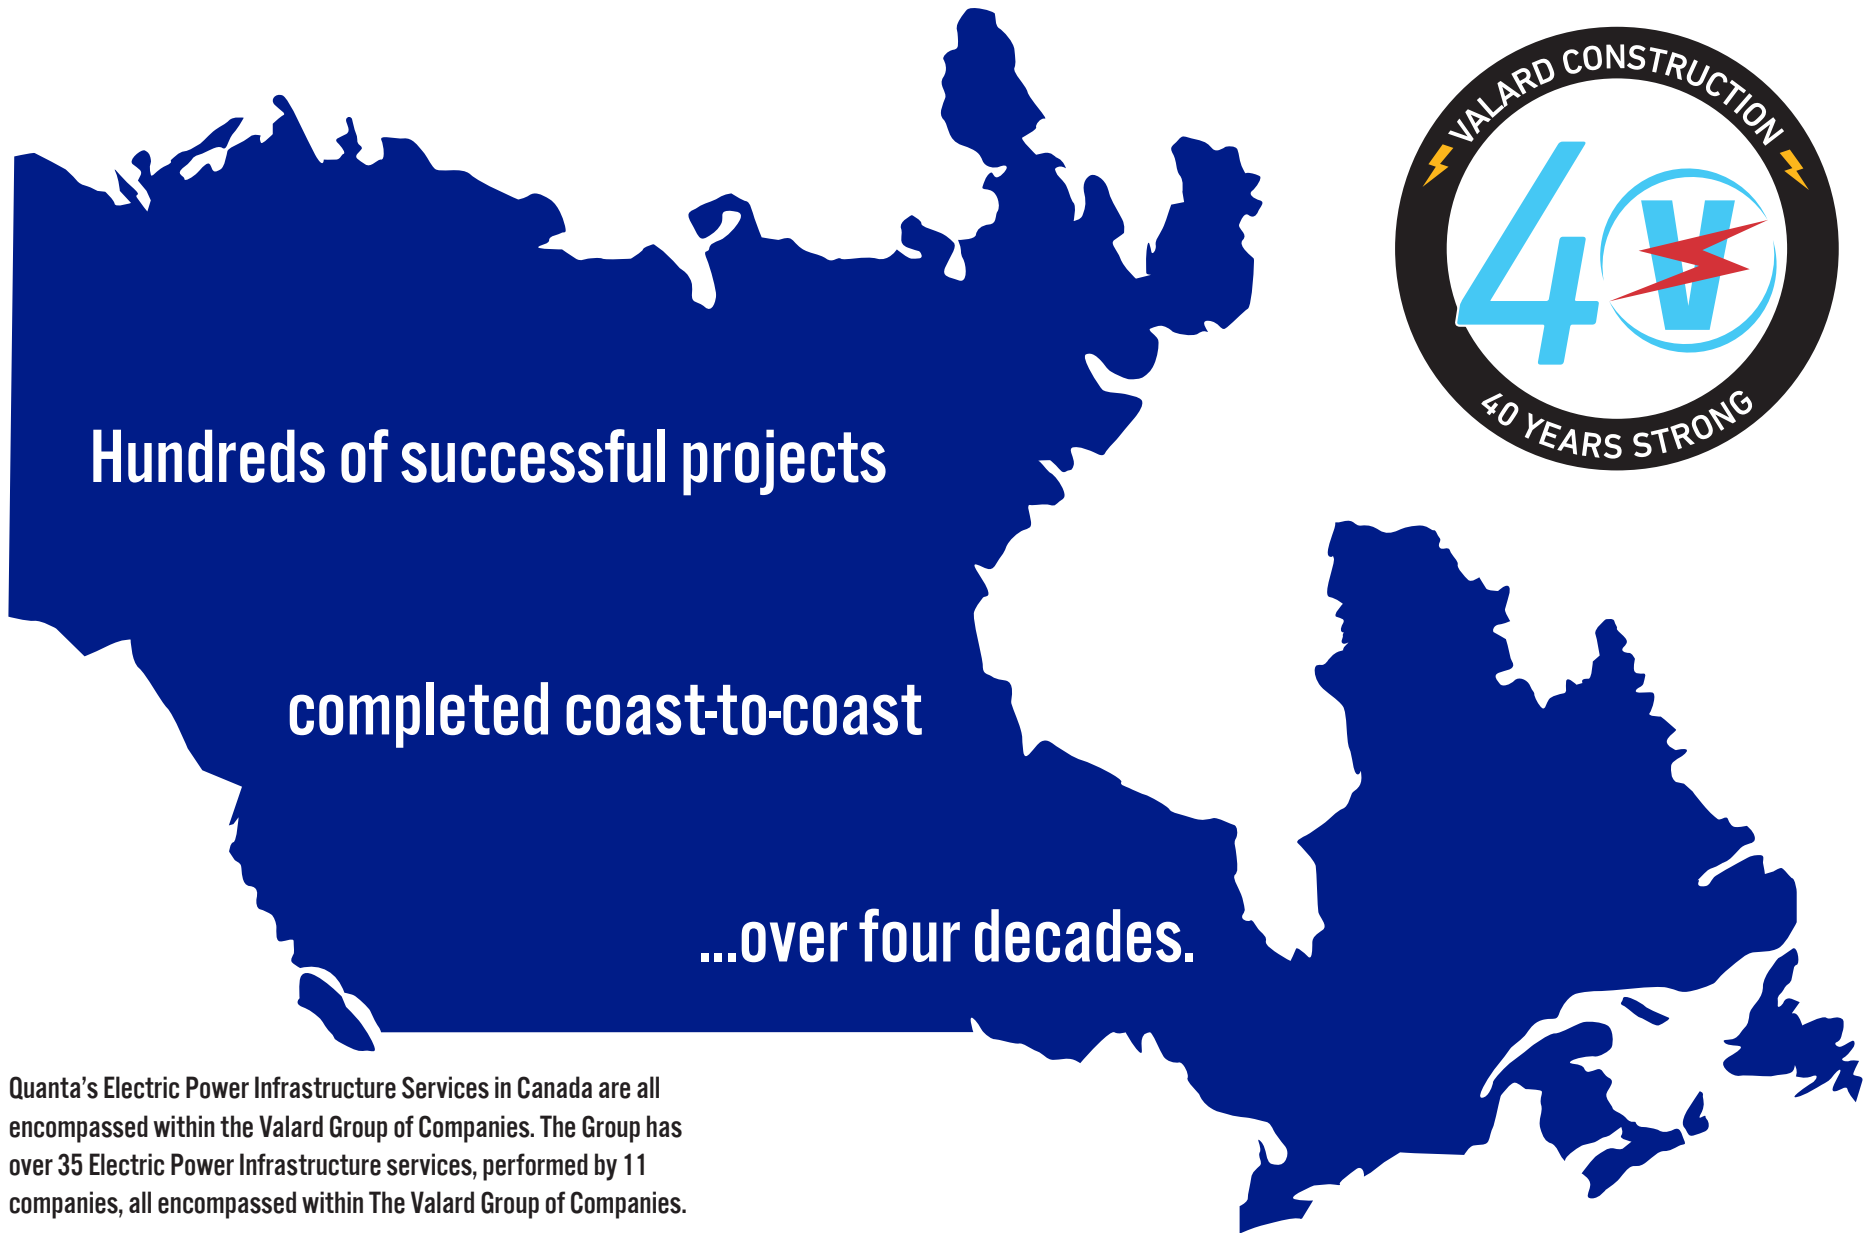 VALARD CONSTRUCTION
40
40 YEARS STRONG
Hundreds of successful projects
completed coast-to-coast
...over four decades.
Quanta’s Electric Power Infrastructure Services in Canada are all
encompassed within the Valard Group of Companies. The Group has
over 35 Electric Power Infrastructure services, performed by 11
companies, all encompassed within The Valard Group of Companies.